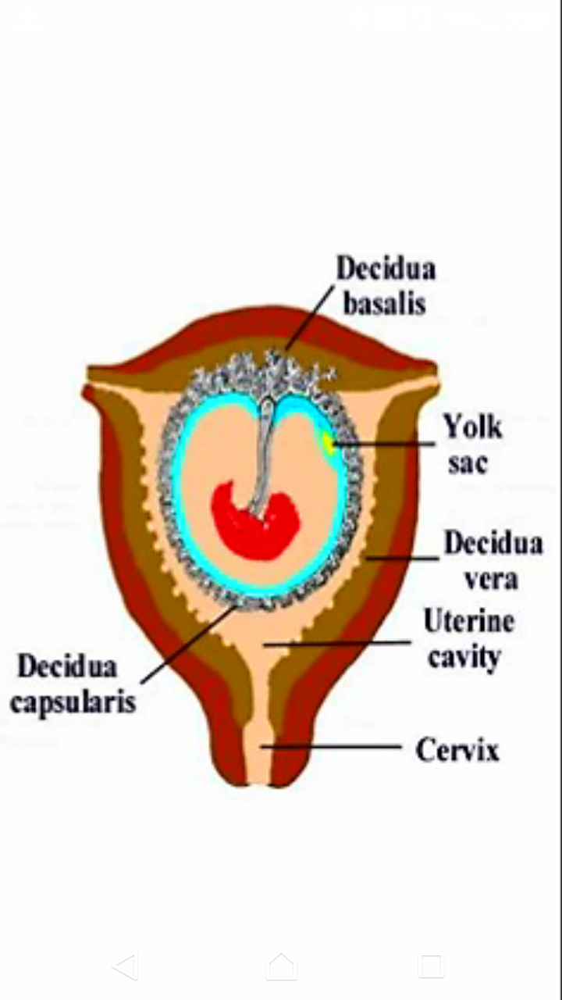 Decidua
basalis
Yolk
sac
Decidua
vera
Uterine
cavity
Decidua
capsularis
Cervix